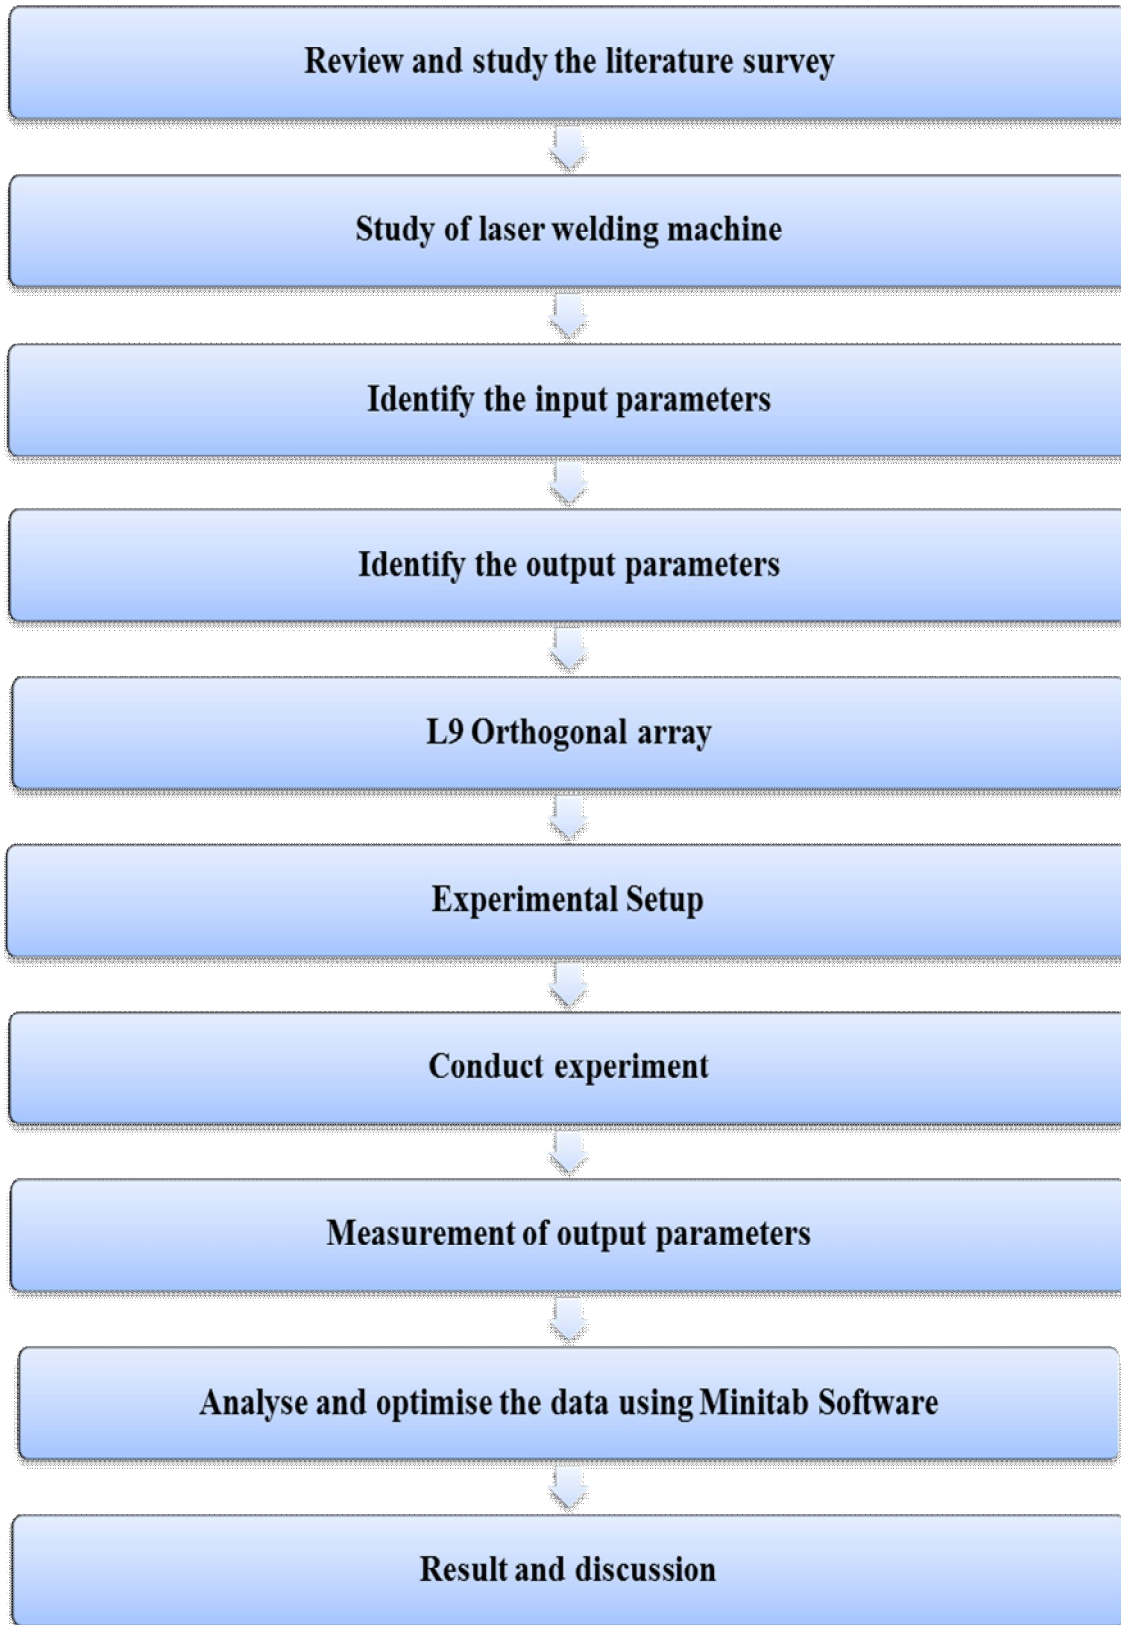 Review and study the literature survey
Study of laser welding machine
Identify the input parameters
Identify the output parameters
L9 Orthogonal array
Experimental Setup
Conduct experiment
Measurement of output parameters
Analyse and optimise the data using Minitab Software
Result and discussion